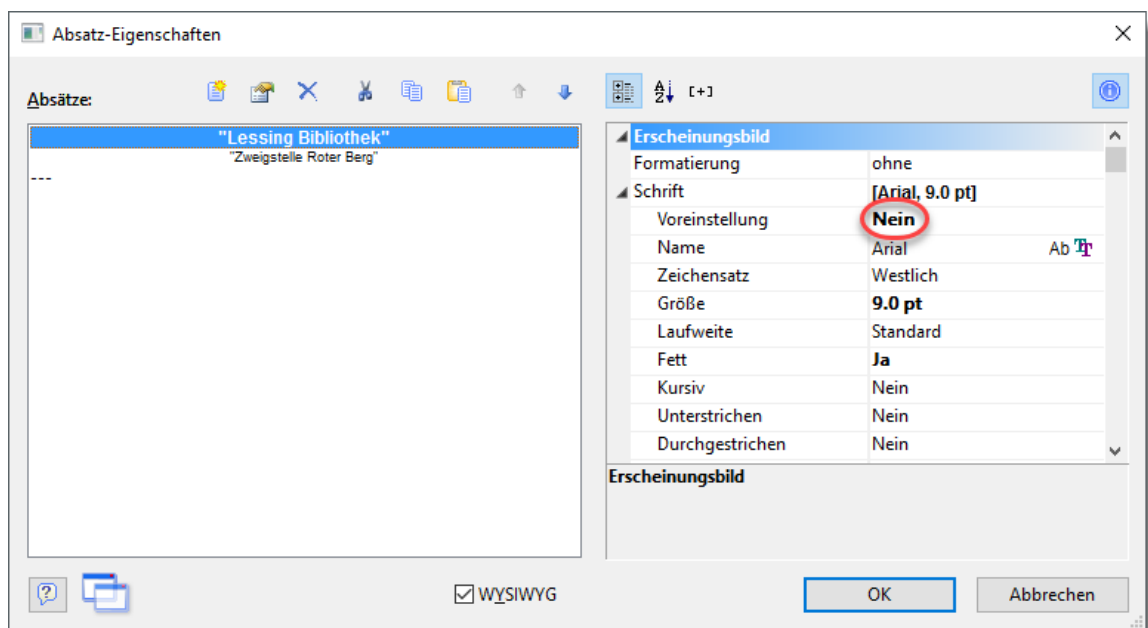 Absatz-Eigenschaften
Absätze:
[+]
"Lessing Bibliothek"
"Zweigstelle Roter Berg"
---
Erscheinungsbild
Formatierung ohne
Schrift [Arial, 9.0 pt]
Voreinstellung Nein
Name Arial Ab
Zeichensatz Westlich
Größe 9.0 pt
Laufweite Standard
Fett Ja
Kursiv Nein
Unterstrichen Nein
Durchgestrichen Nein
Erscheinungsbild
WYSIWYG
OK
Abbrechen